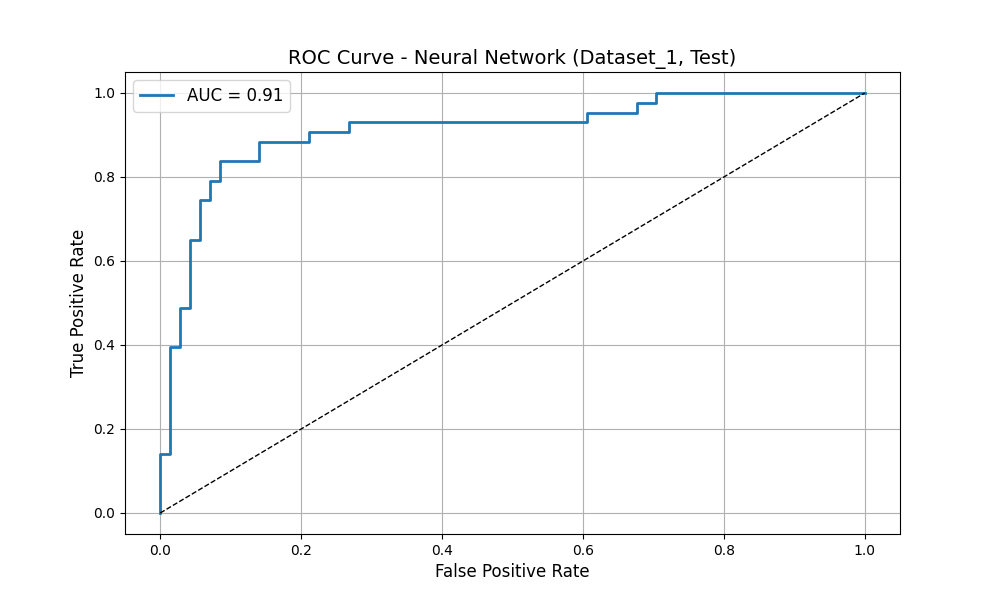 ROC Curve - Neural Network (Dataset_1, Test)
AUC = 0.91
True Positive Rate
1.0
0.8
0.6
0.4
0.2
0.0
0.0 0.2 0.4 0.6 0.8 1.0
False Positive Rate